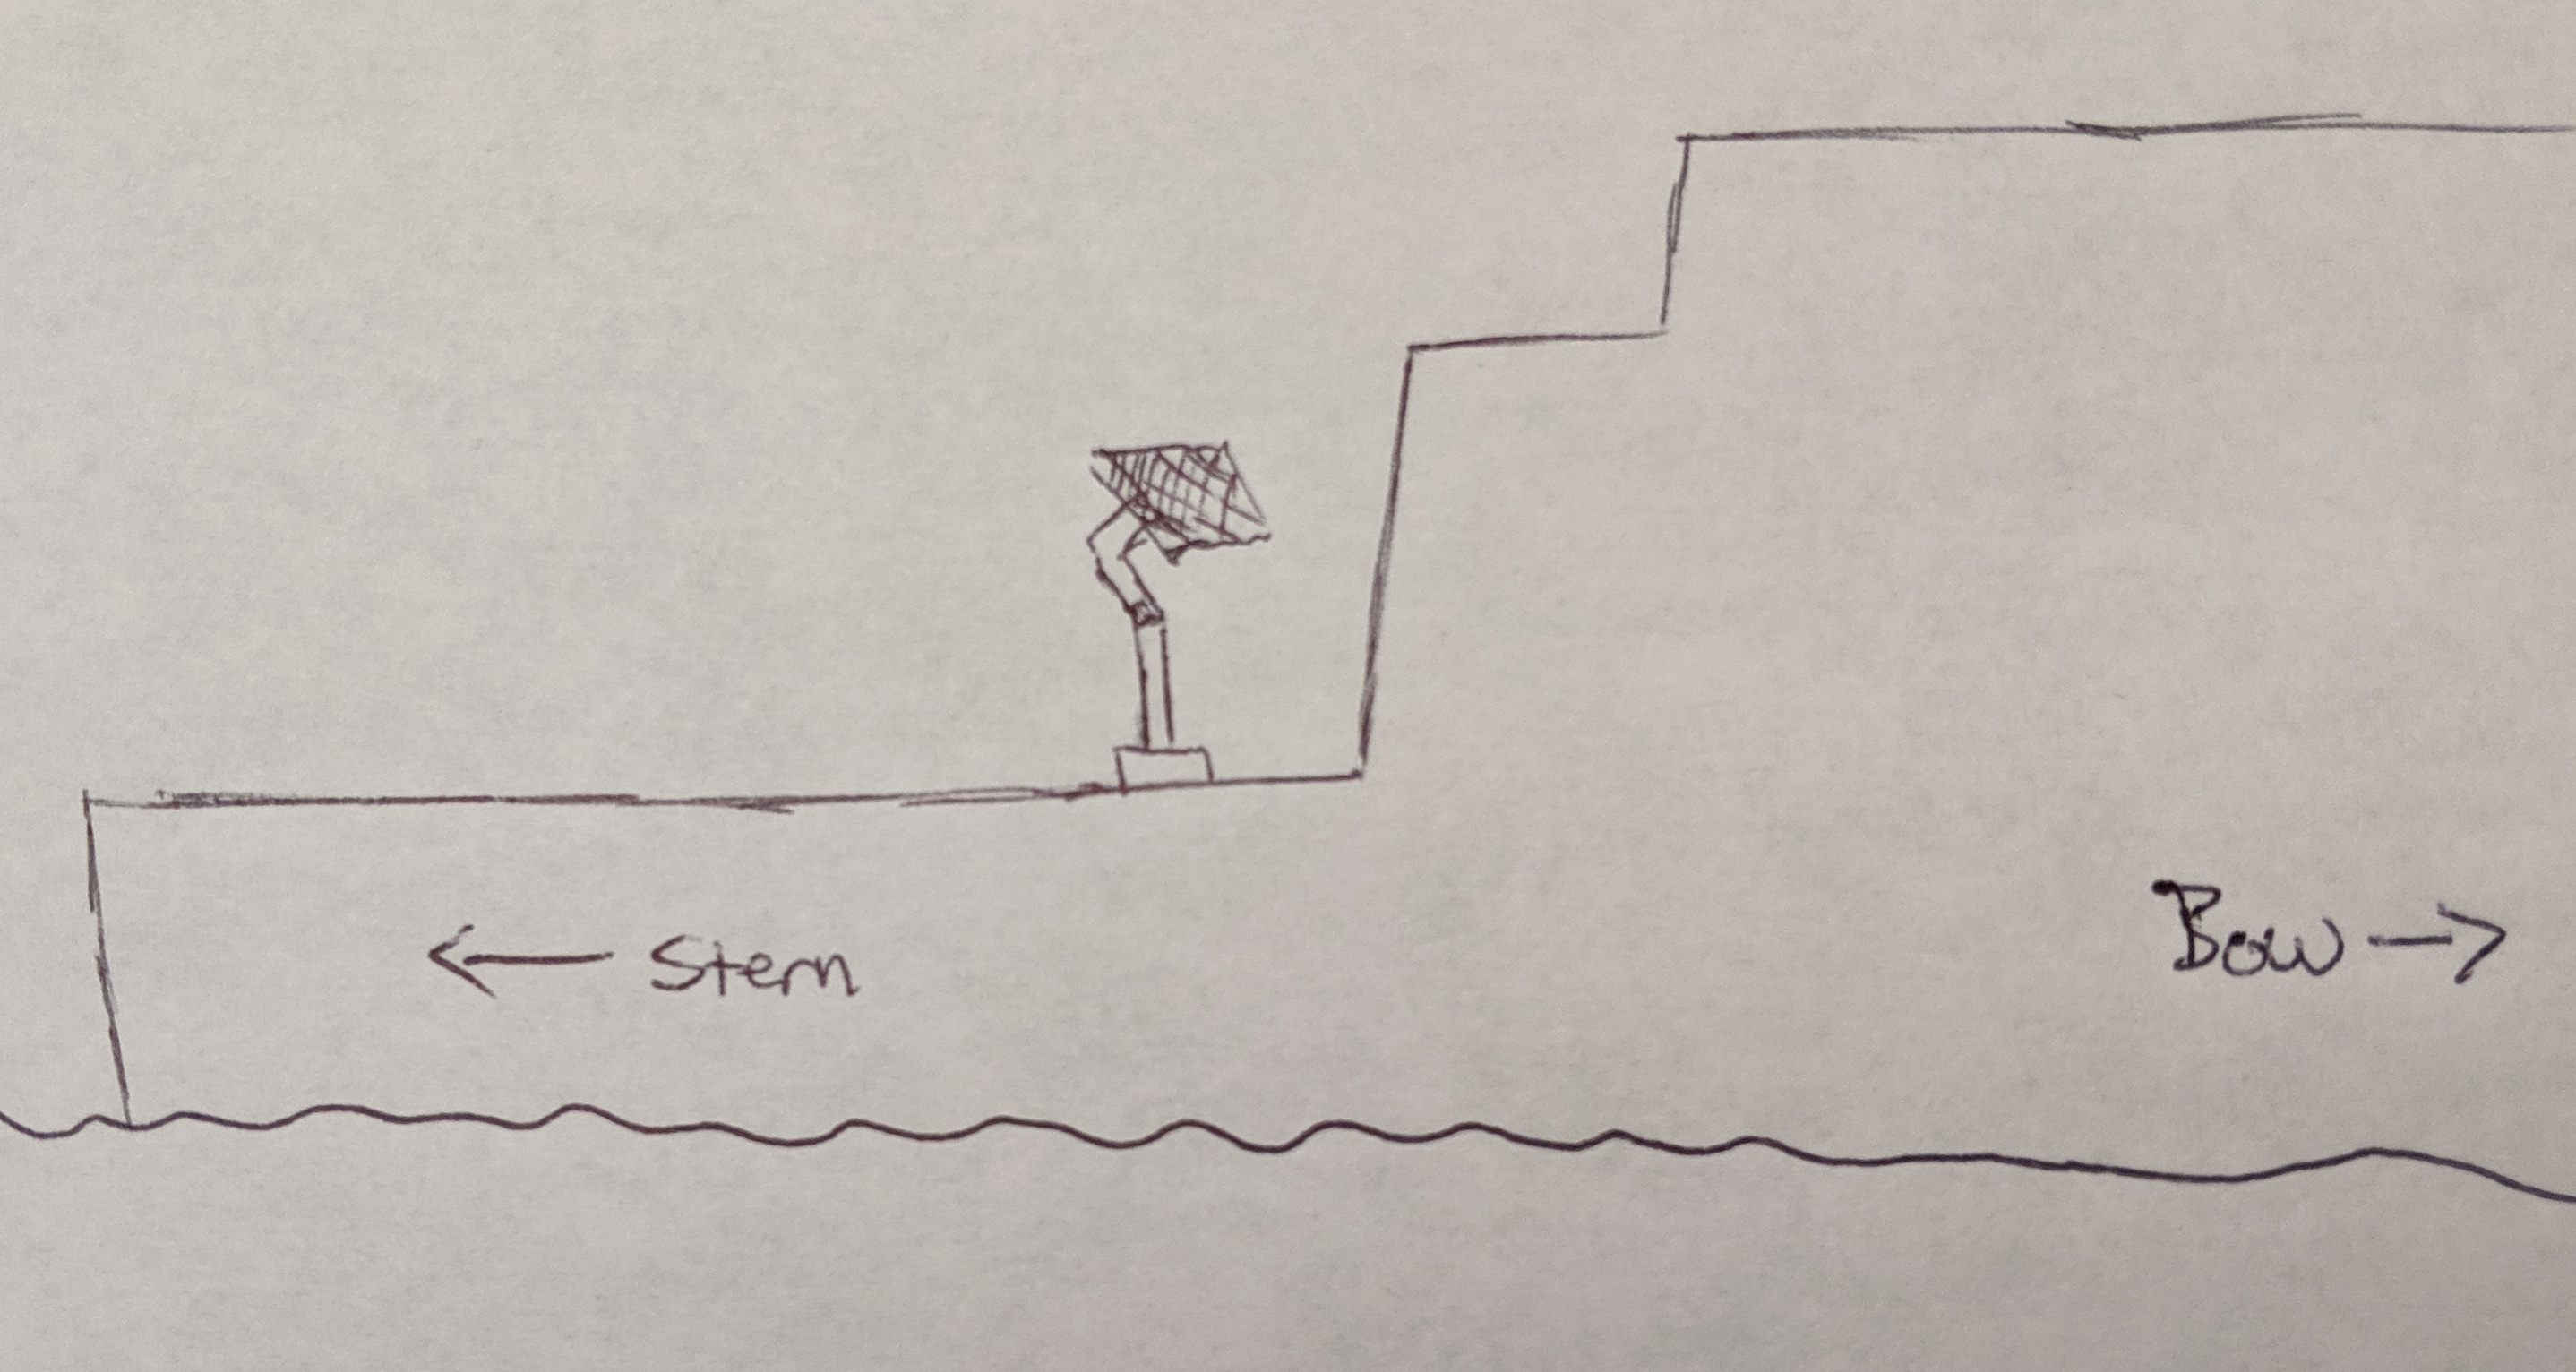 ← Stern
Bow →